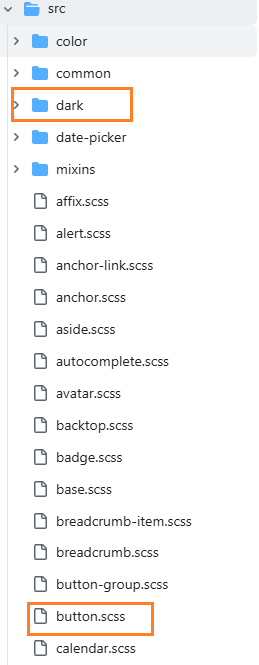 src
color
common
dark
date-picker
mixins
affix.scss
alert.scss
anchor-link.scss
anchor.scss
aside.scss
autocomplete.scss
avatar.scss
backtop.scss
badge.scss
base.scss
breadcrumb-item.scss
breadcrumb.scss
button-group.scss
button.scss
calendar.scss